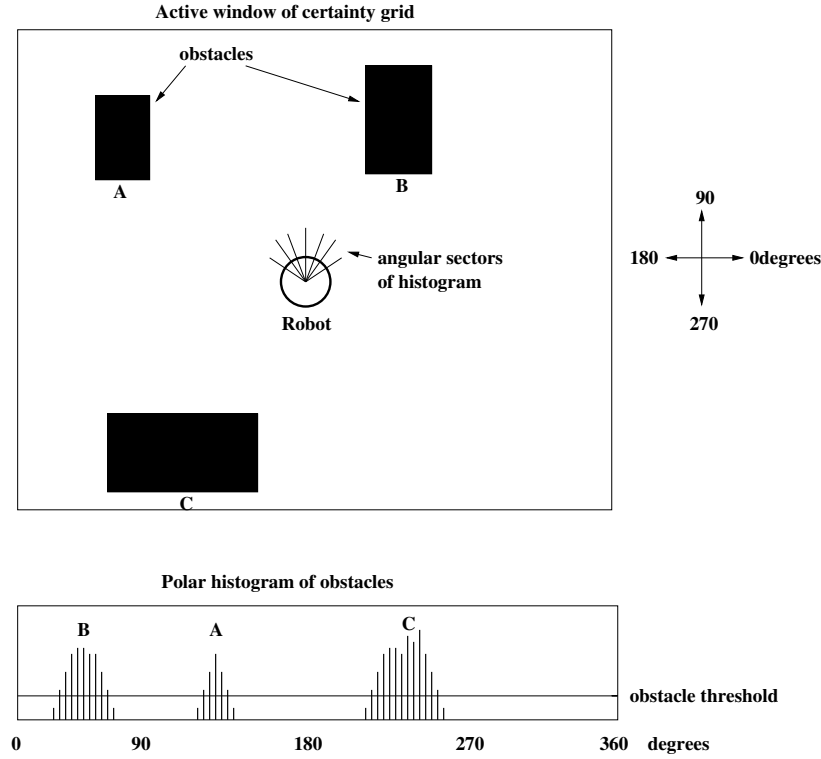 Active window of certainty grid
obstacles
A
B
90
180
0degrees
270
angular sectors
of histogram
Robot
C
Polar histogram of obstacles
B
A
C
obstacle threshold
0
90
180
270
360
degrees